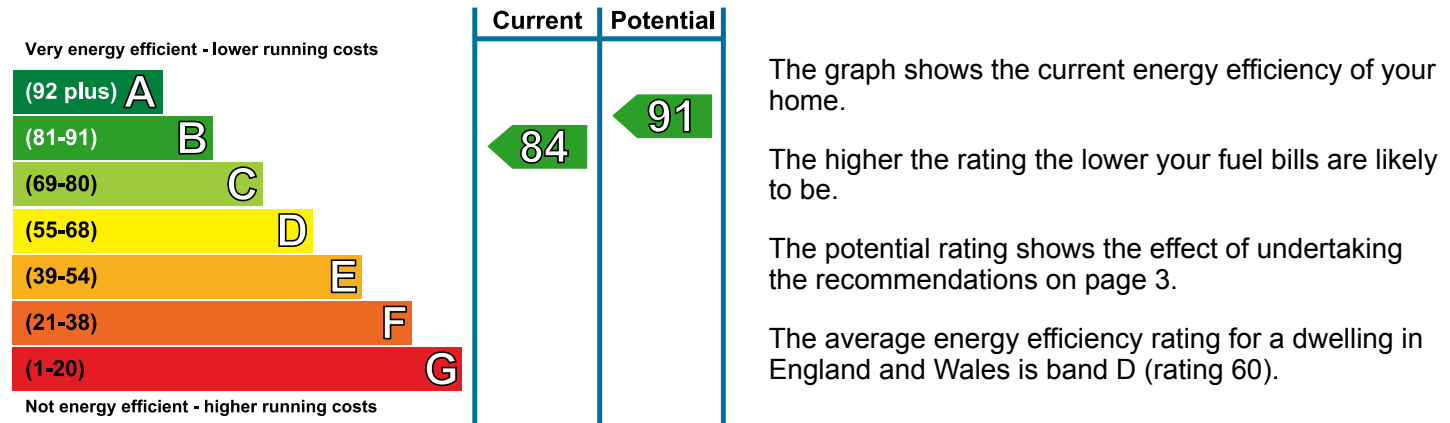 Current Potential
Very energy efficient - lower running costs
(92 plus) A
(81-91) B
(69-80) C
(55-68) D
(39-54) E
(21-38) F
(1-20) G
Not energy efficient - higher running costs
84
91
The graph shows the current energy efficiency of your
home.
The higher the rating the lower your fuel bills are likely
to be.
The potential rating shows the effect of undertaking
the recommendations on page 3.
The average energy efficiency rating for a dwelling in
England and Wales is band D (rating 60).